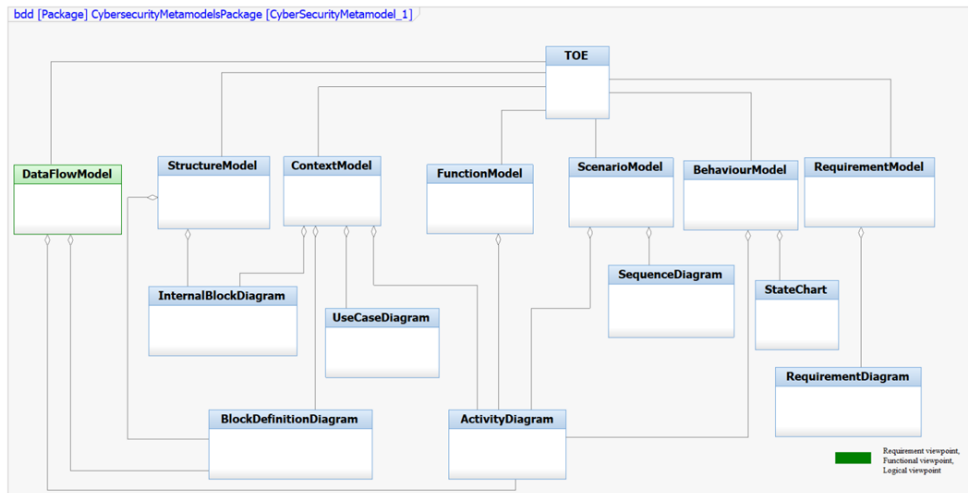 bdd [Package] CybersecurityMetamodelsPackage [CyberSecurityMetamodel_1]
TOE
DataFlowModel
StructureModel
ContextModel
FunctionModel
ScenarioModel
BehaviourModel
RequirementModel
InternalBlockDiagram
UseCaseDiagram
SequenceDiagram
StateChart
RequirementDiagram
BlockDefinitionDiagram
ActivityDiagram
Requirement viewpoint,
Functional viewpoint,
Logical viewpoint